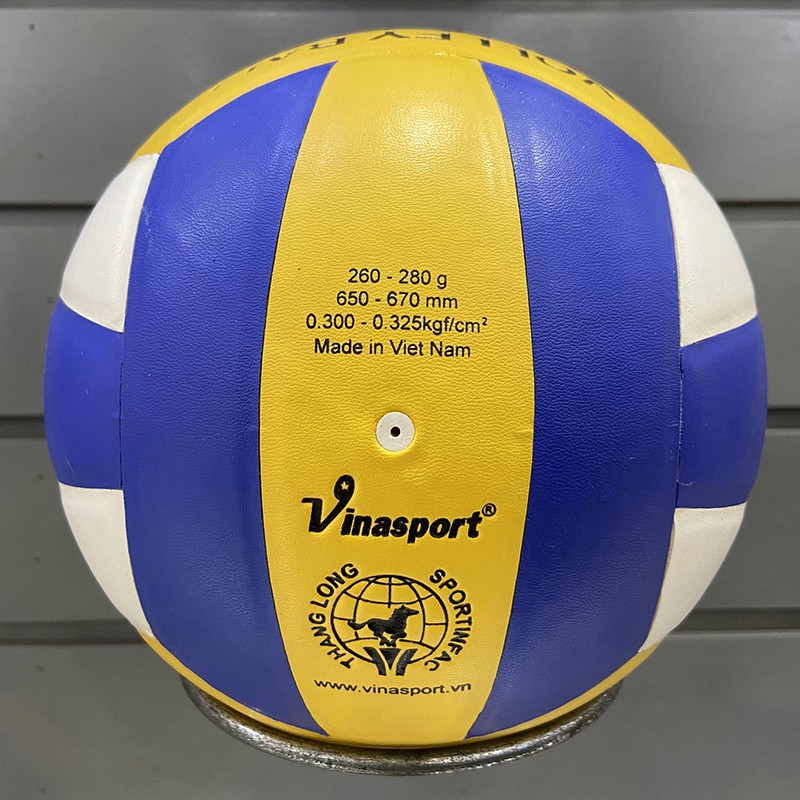 VOLLEYBALL
260 - 280 g
650 - 670 mm
0.300 - 0.325kgf/cm²
Made in Viet Nam
Vinasport®
THANG LONG SPORTINFAC
www.vinasport.vn